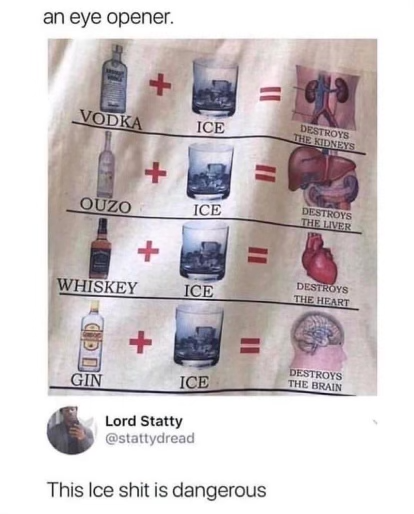 an eye opener.
VODKA ICE DESTROYS
THE KIDNEYS
OUZO ICE DESTROYS
THE LIVER
WHISKEY ICE DESTROYS
THE HEART
GIN ICE DESTROYS
THE BRAIN
Lord Statty
@stattydread
This Ice shit is dangerous